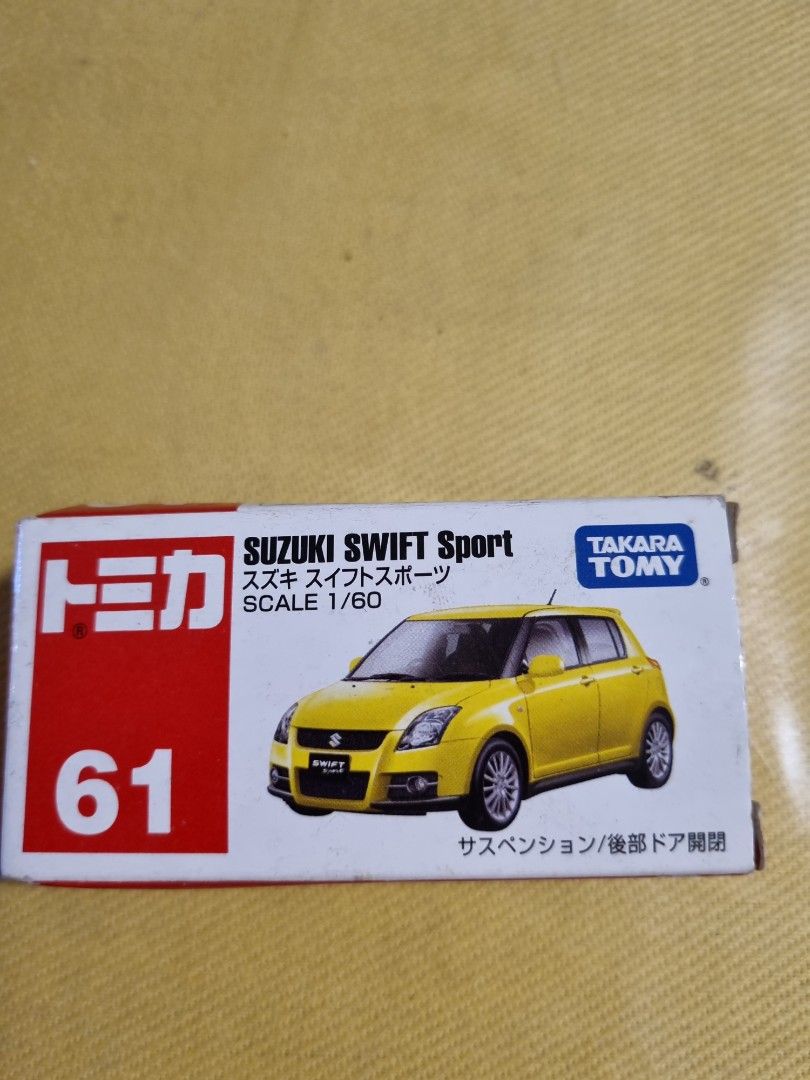 トミカ
®
61
SUZUKI SWIFT Sport
スズキ スイフトスポーツ
SCALE 1/60
TAKARA
TOMY
®
SWIFT
Sport
サスペンション/後部ドア開閉